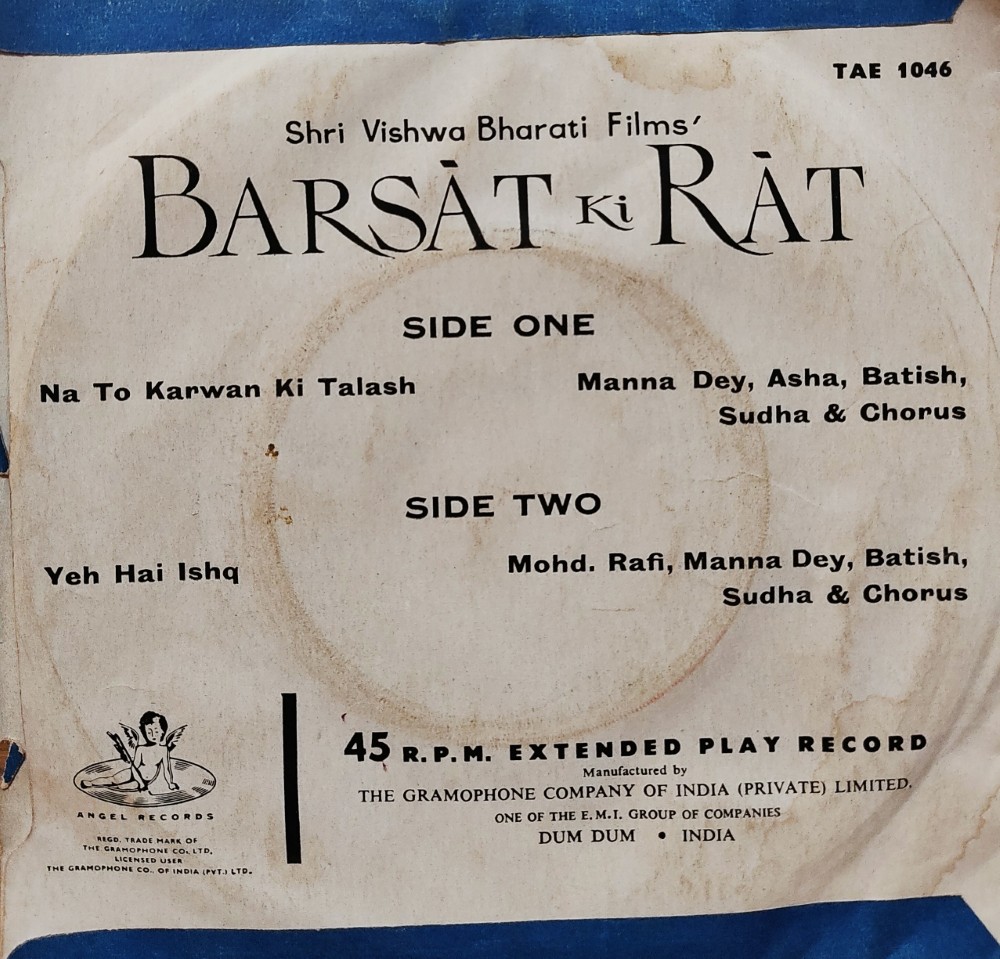 TAE 1046
Shri Vishwa Bharati Films'
BARSÀT Ki RÀT
SIDE ONE
Na To Karwan Ki Talash
Manna Dey, Asha, Batish,
Sudha & Chorus
SIDE TWO
Yeh Hai Ishq
Mohd. Rafi, Manna Dey, Batish,
Sudha & Chorus
ANGEL RECORDS
REGD. TRADE MARK OF
THE GRAMOPHONE CO. LTD.
LICENSED USER
THE GRAMOPHONE CO. OF INDIA (PVT.) LTD.
45 R.P.M. EXTENDED PLAY RECORD
Manufactured by
THE GRAMOPHONE COMPANY OF INDIA (PRIVATE) LIMITED.
ONE OF THE E.M.I. GROUP OF COMPANIES
DUM DUM • INDIA